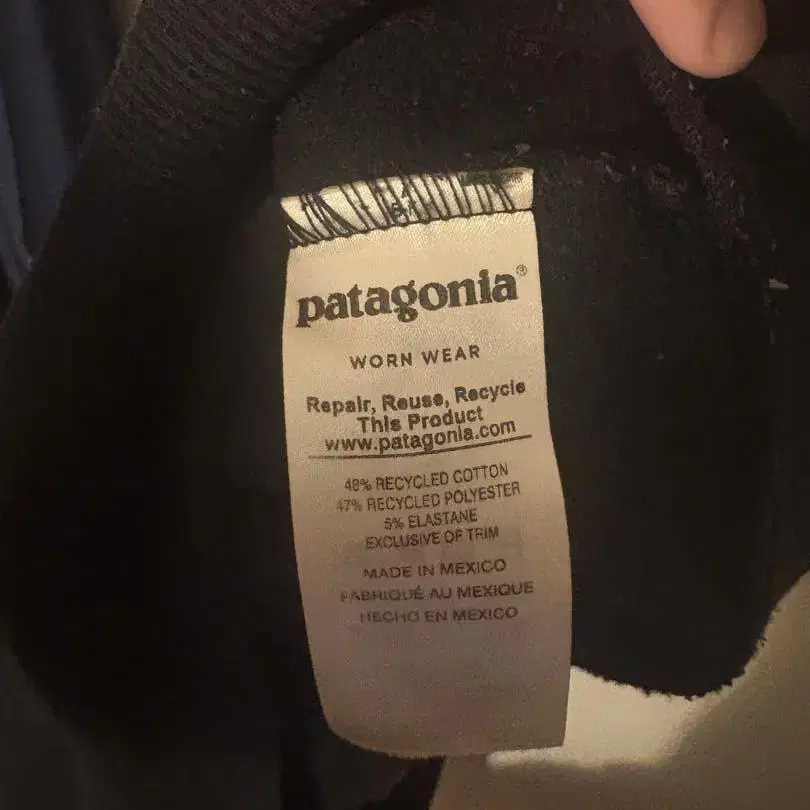 patagonia®
WORN WEAR
Repair, Reuse, Recycle
This Product
www.patagonia.com
48% RECYCLED COTTON
47% RECYCLED POLYESTER
5% ELASTANE
EXCLUSIVE OF TRIM
MADE IN MEXICO
FABRIQUÉ AU MEXIQUE
HECHO EN MEXICO